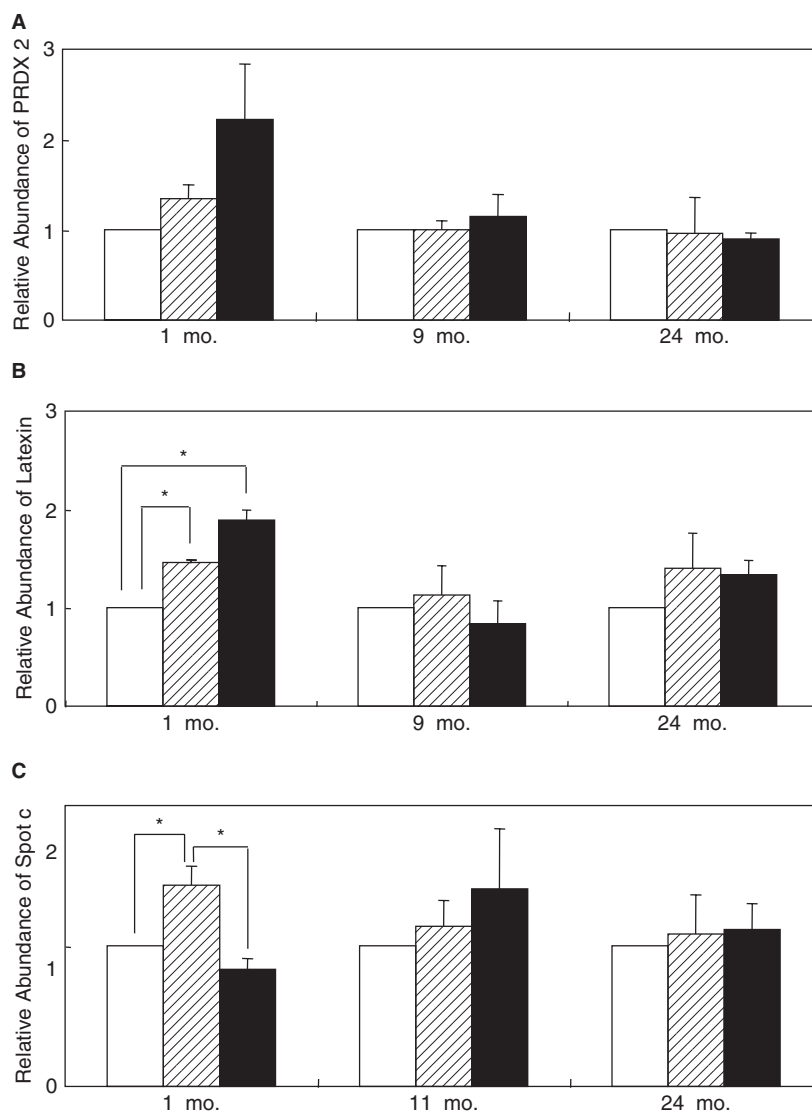 A
Relative Abundance of PRDX 2
3
2
1
0
1 mo.
9 mo.
24 mo.
B
Relative Abundance of Latexin
3
2
1
0
*
*
1 mo.
9 mo.
24 mo.
C
Relative Abundance of Spot c
2
1
0
*
*
1 mo.
11 mo.
24 mo.